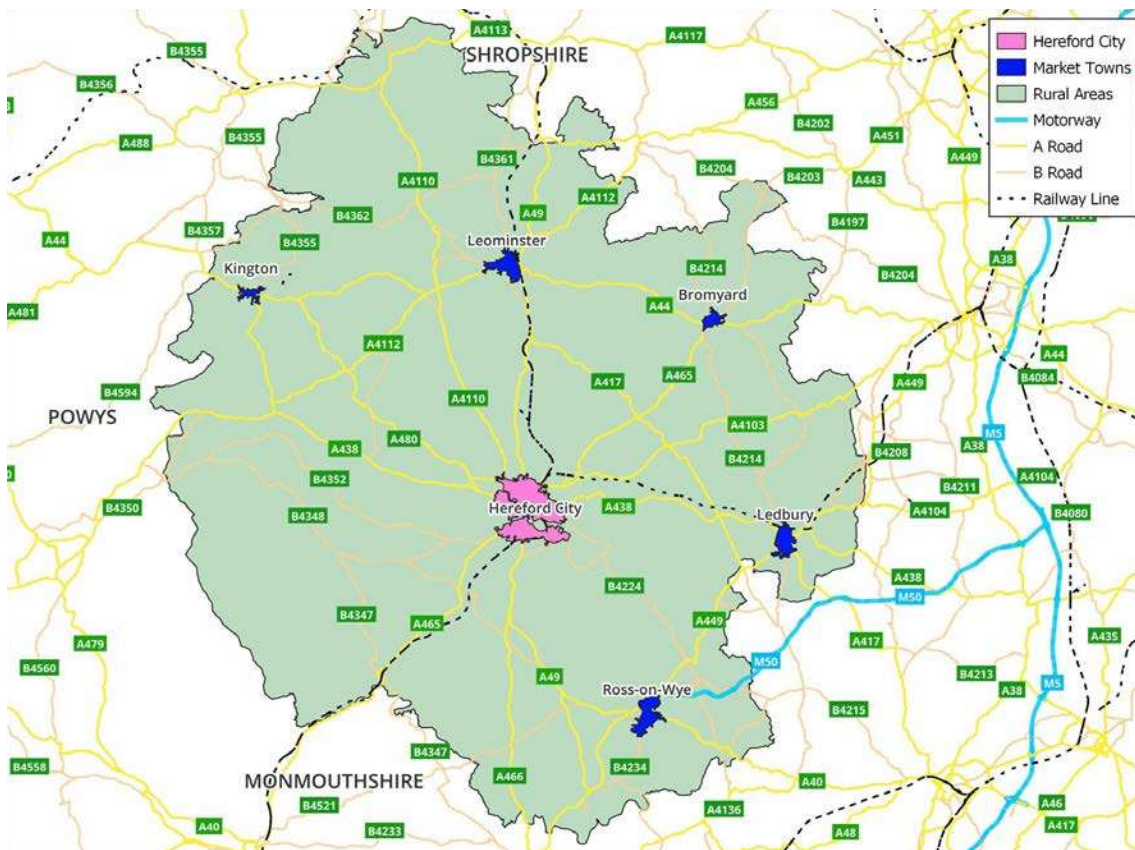 B4355
A4113
SHROPSHIRE
A4117
Hereford City
Market Towns
Rural Areas
Motorway
A Road
B Road
Railway Line
B4356
A488
B4355
A456
B4202
A451
A449
B4361
A4110
A4112
B4204
B4203
A443
B4362
A49
B4197
B4357
B4355
A44
Leominster
A38
Kington
B4214
B4204
Bromyard
A481
A44
A4112
A44
B4594
A417
A465
A449
B4084
POWYS
A4110
A4103
M5
A480
A438
A38
B4214
B4208
B4352
A4104
B4211
B4350
Hereford City
A438
Ledbury
A4104
B4080
B4348
A438
B4224
M50
B4347
A465
A449
A479
A417
A435
B4560
M50
B4213
A49
Ross-on-Wye
A38
M5
B4215
B4347
B4558
B4234
MONMOUTHSHIRE
A466
A40
B4521
A4136
A46
A40
B4233
A48
A417